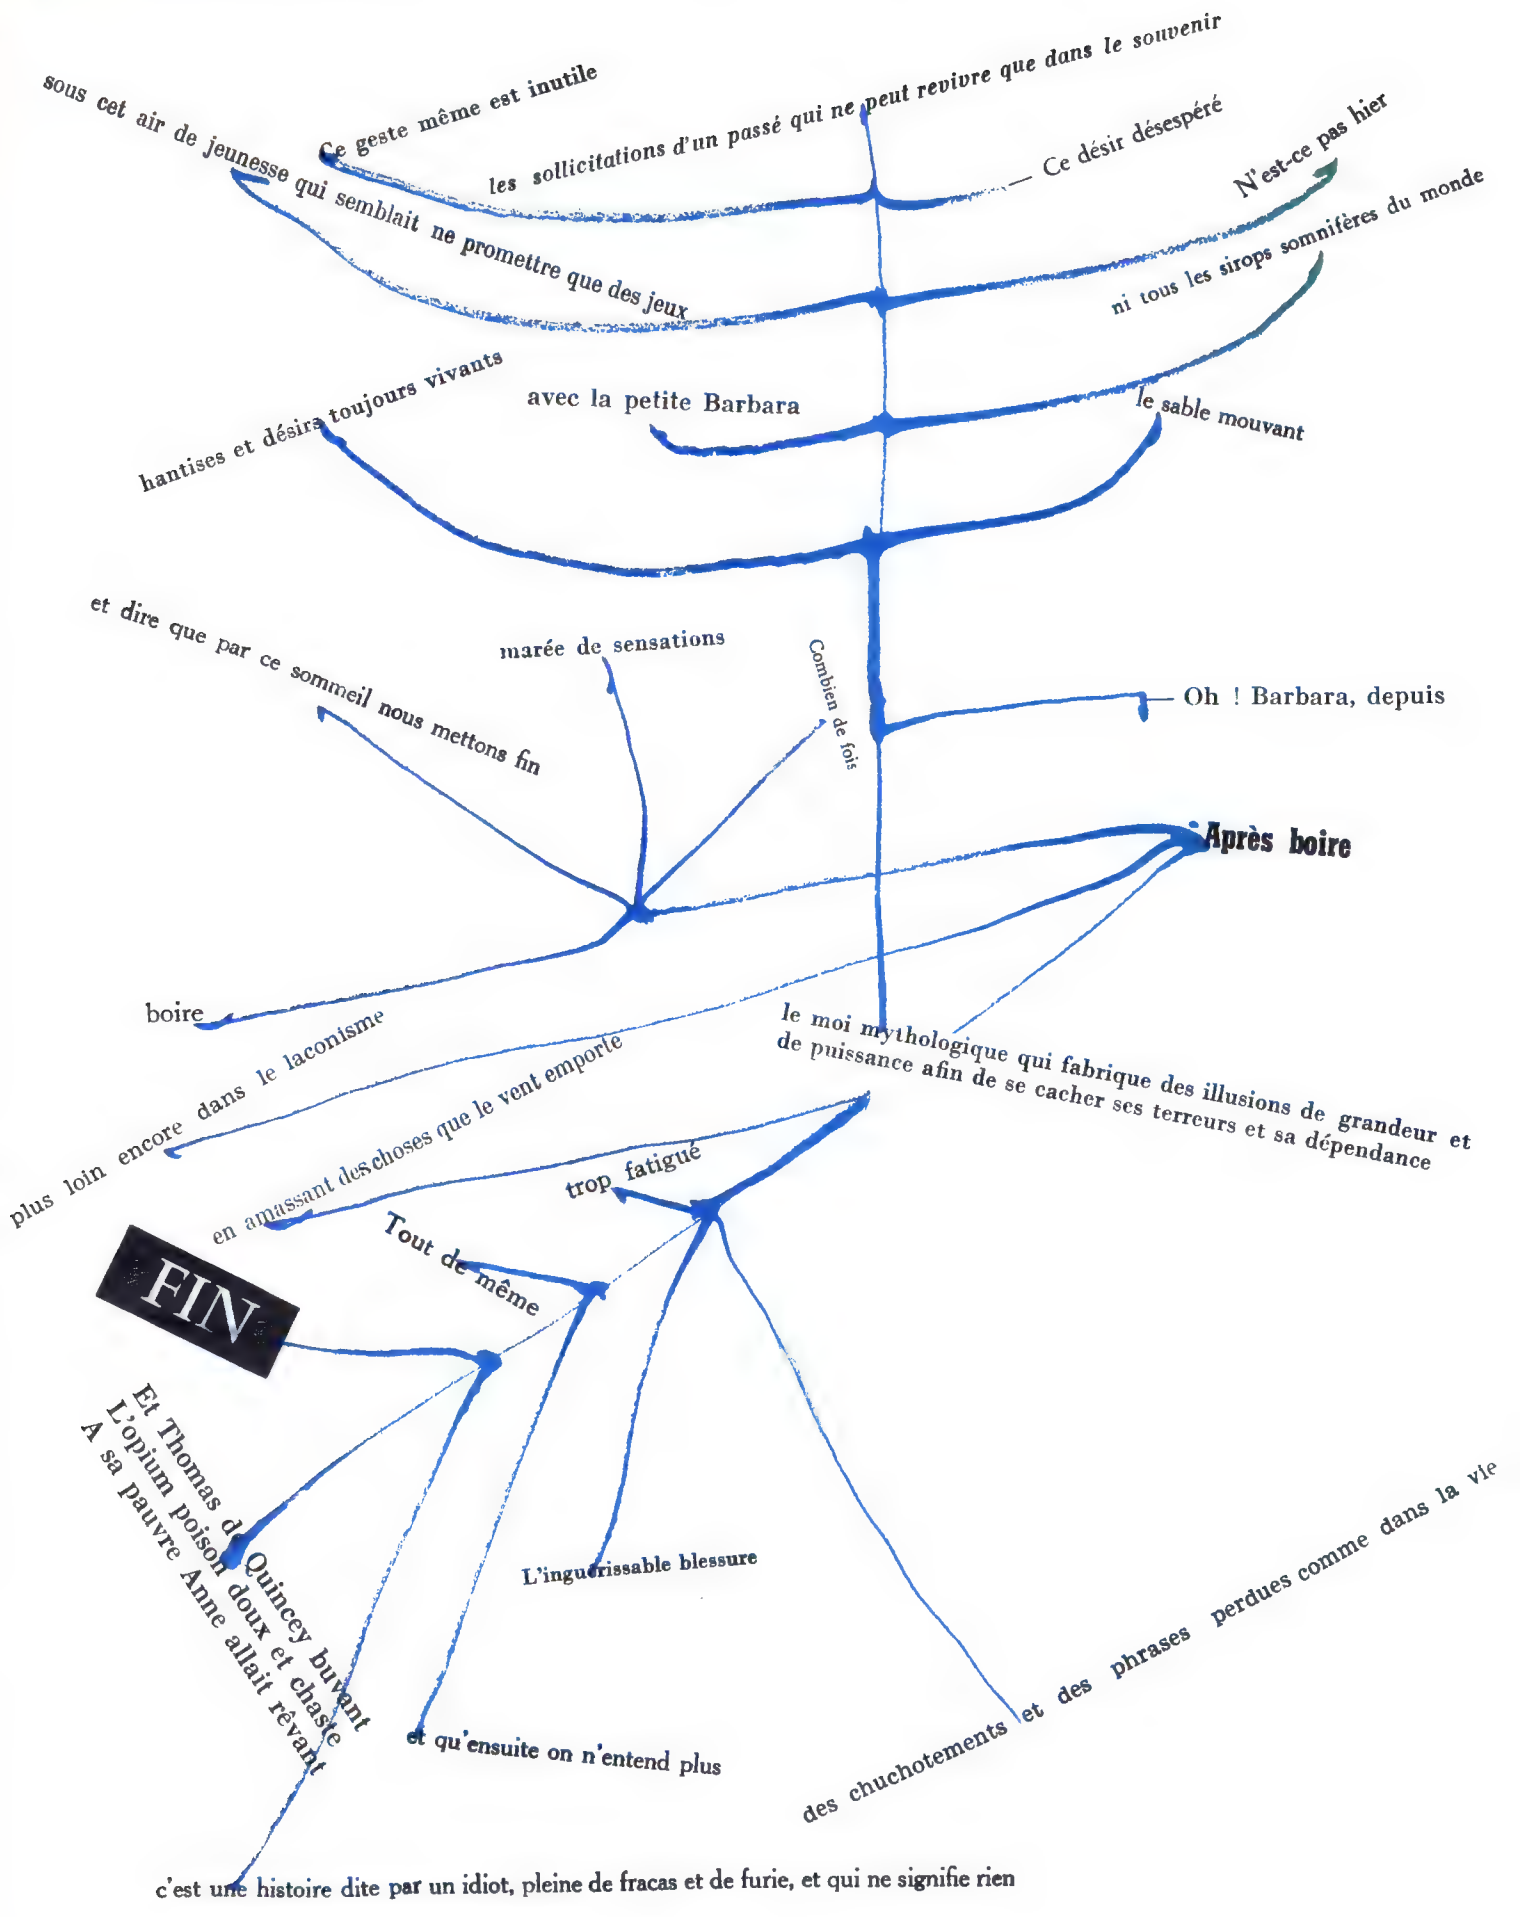 les sollicitations d'un passé qui ne peut revivre que dans le souvenir
Ce geste même est inutile
sous cet air de jeunesse qui semblait ne promettre que des jeux
— Ce désir désespéré
N'est-ce pas hier
ni tous les sirops somnifères du monde
hantises et désirs toujours vivants
avec la petite Barbara
le sable mouvant
et dire que par ce sommeil nous mettons fin
marée de sensations
Combien de fois
— Oh ! Barbara, depuis
Après boire
boire
plus loin encore dans le laconisme
le moi mythologique qui fabrique des illusions de grandeur et
de puissance afin de se cacher ses terreurs et sa dépendance
en amassant des choses que le vent emporte
trop fatigué
Tout de même
FIN
Et Thomas de Quincey buvant
L'opium poison doux et chaste
A sa pauvre Anne allait rêvant
L'inguérissable blessure
des chuchotements et des phrases perdues comme dans la vie
et qu'ensuite on n'entend plus
c'est une histoire dite par un idiot, pleine de fracas et de furie, et qui ne signifie rien